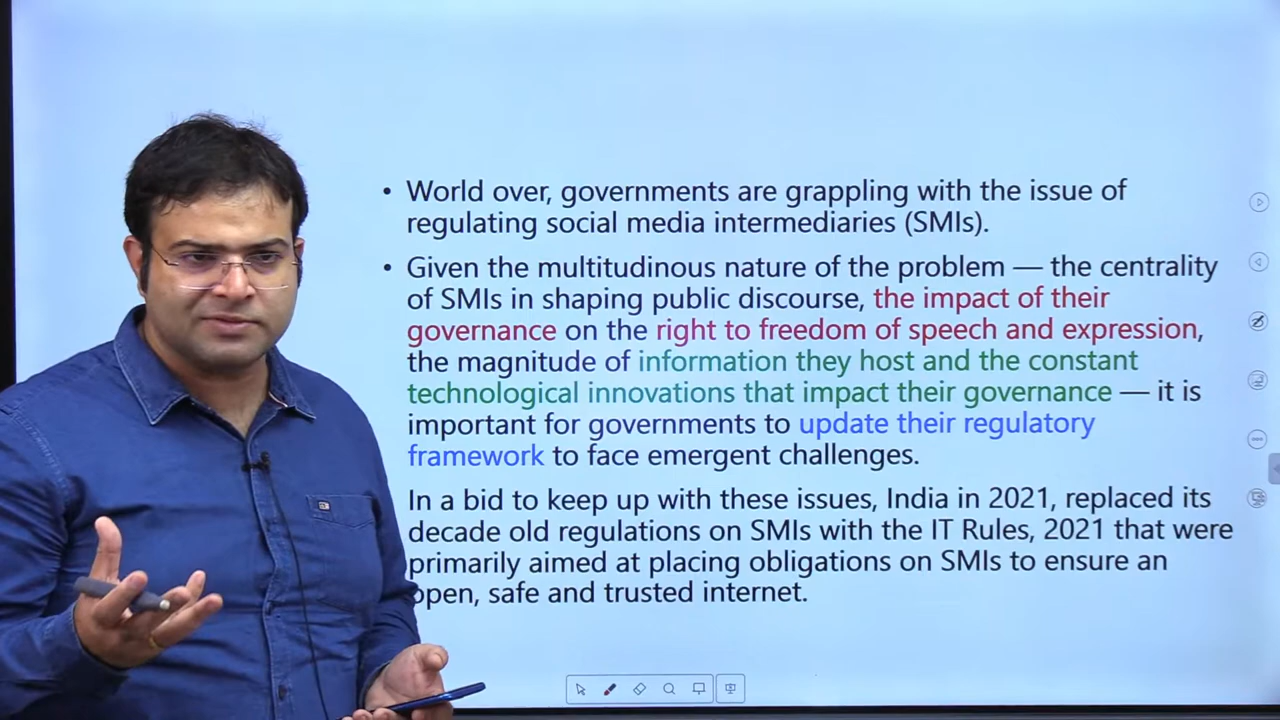 • World over, governments are grappling with the issue of
regulating social media intermediaries (SMIs).
• Given the multitudinous nature of the problem — the centrality
of SMIs in shaping public discourse, the impact of their
governance on the right to freedom of speech and expression,
the magnitude of information they host and the constant
technological innovations that impact their governance — it is
important for governments to update their regulatory
framework to face emergent challenges.
In a bid to keep up with these issues, India in 2021, replaced its
decade old regulations on SMIs with the IT Rules, 2021 that were
primarily aimed at placing obligations on SMIs to ensure an
open, safe and trusted internet.